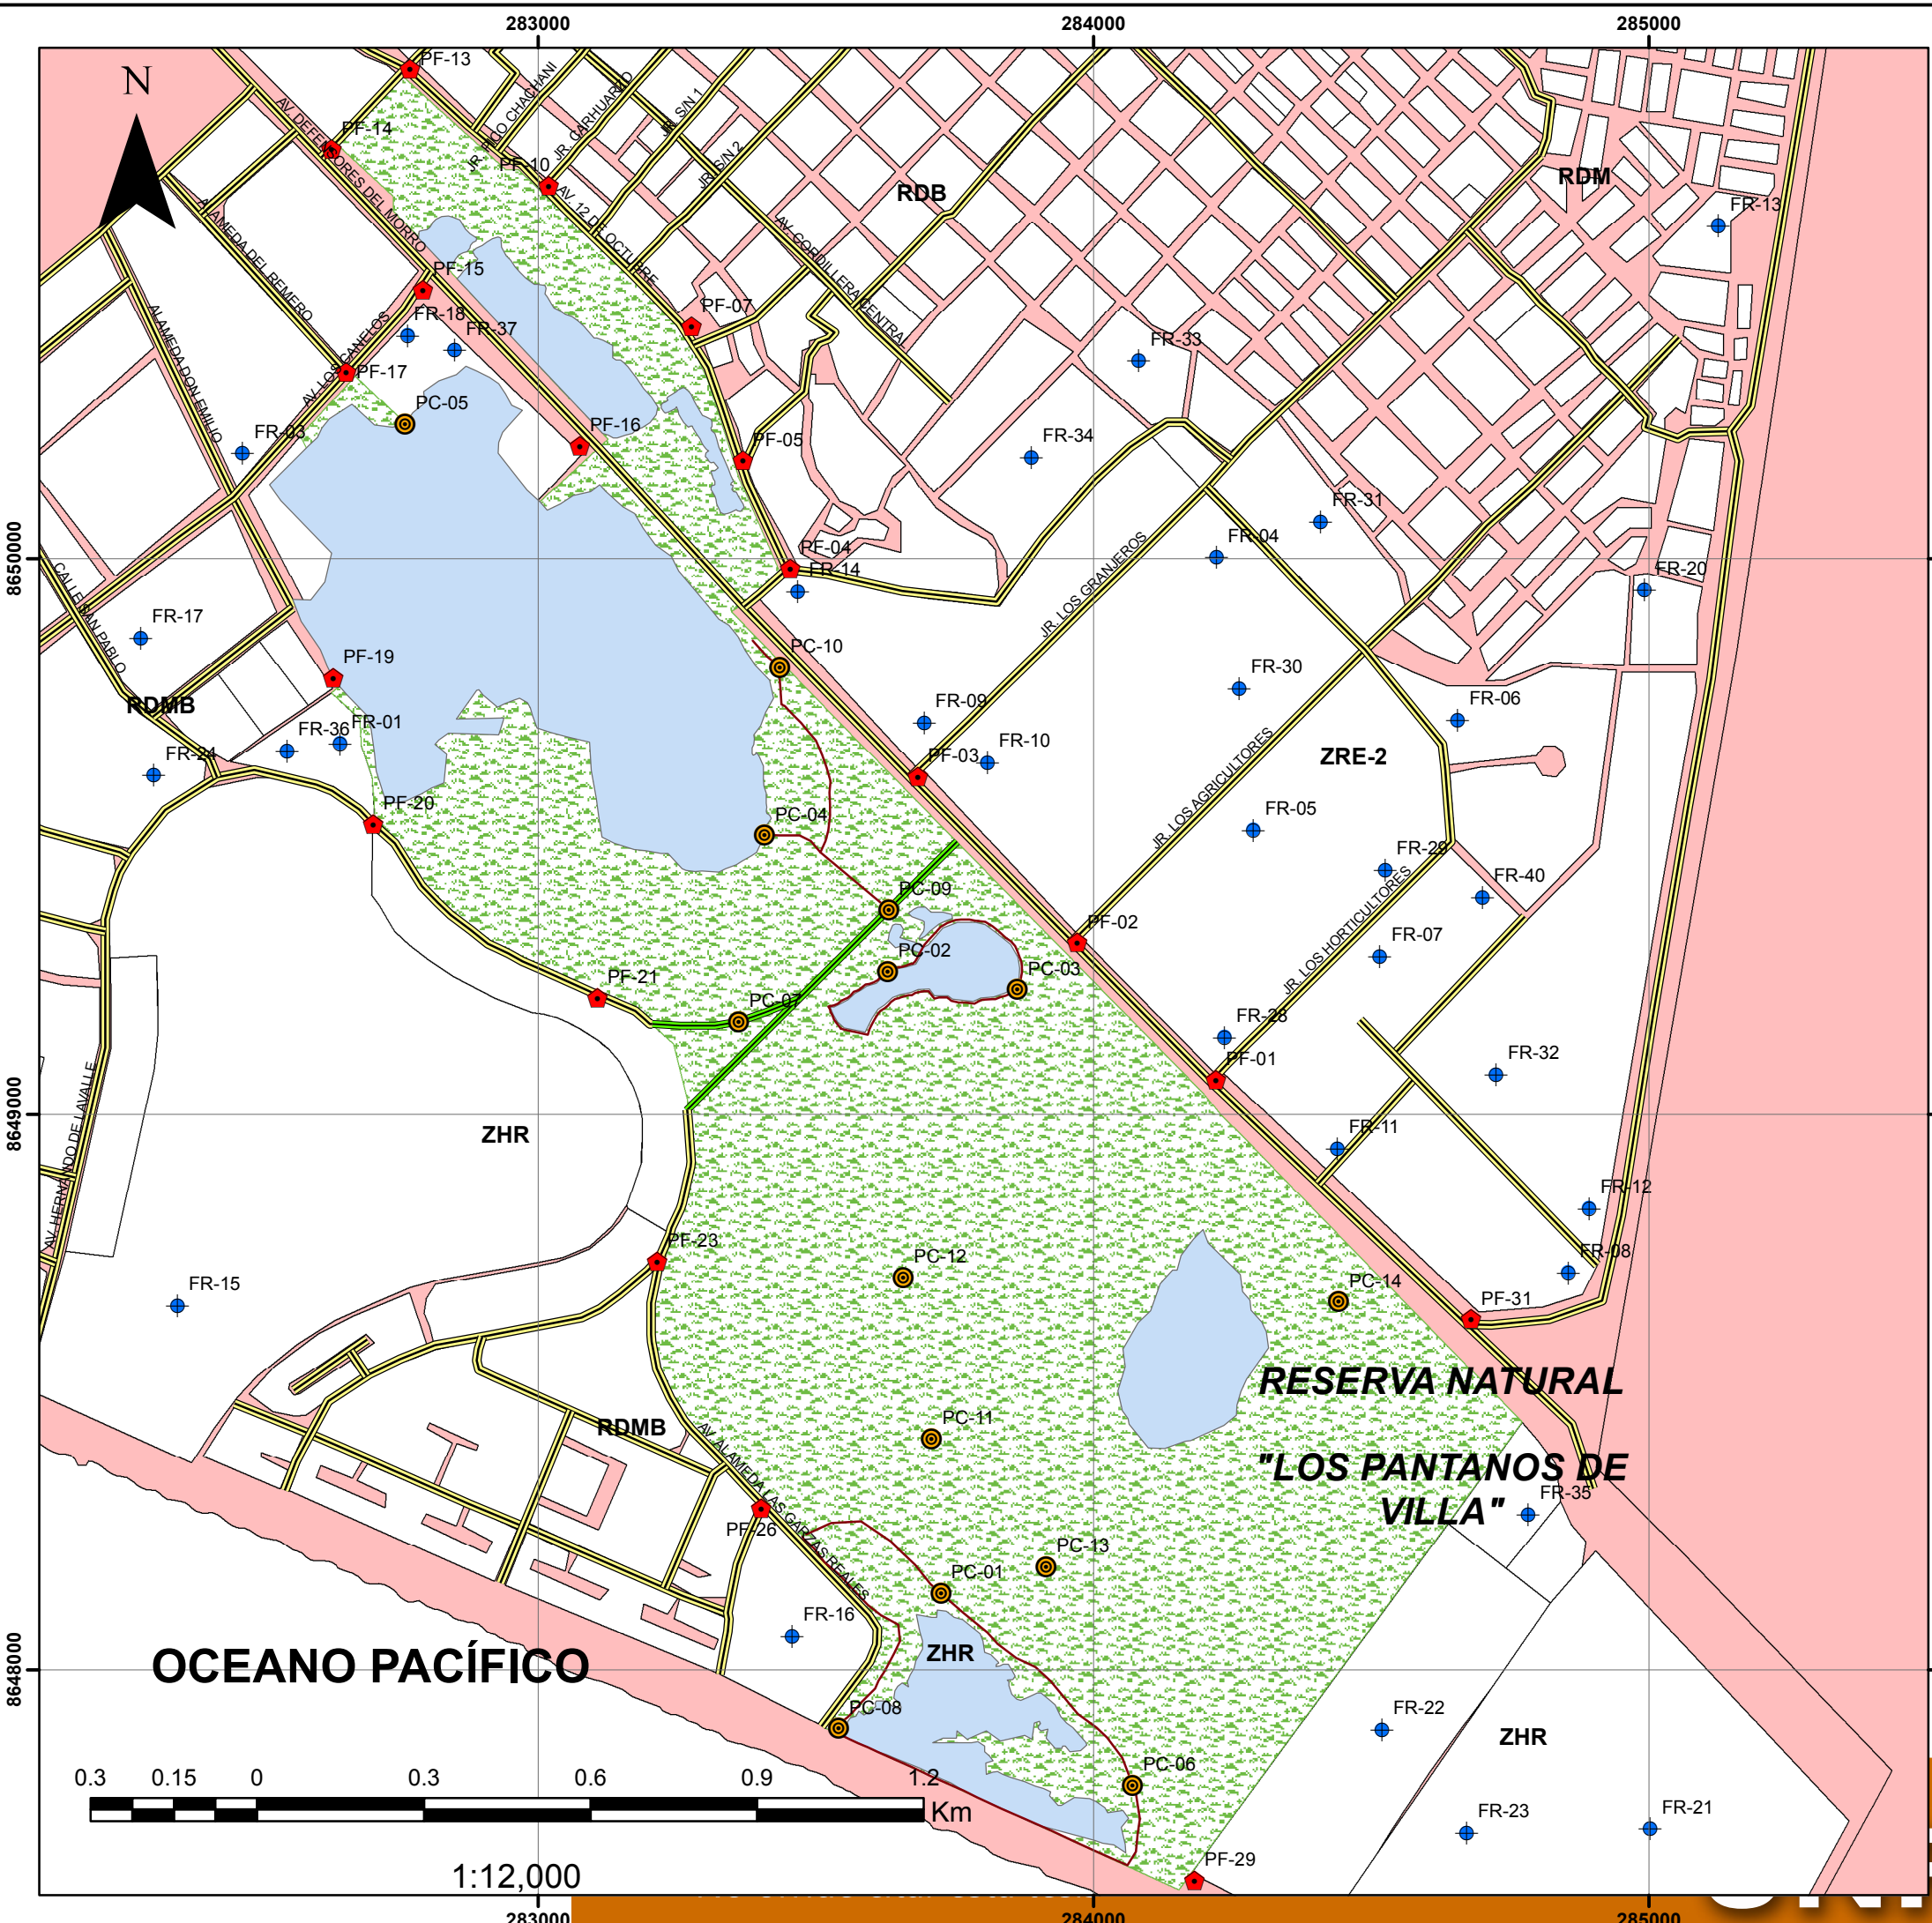 283000
284000
285000
N
PF-13
AV. DEFENSORES DEL MORRO
PF-14
JR. PICO CHACHANI
JR. CARHUARIO
JR. S/N 1
JR. S/N 2
PF-10
AV. 12 DE OCTUBRE
RDB
RDM
FR-13
ALAMEDA DEL REMERO
AV. CORDILLERA CENTRAL
PF-15
ALAMEDA DON EMILIO
FR-18
FR-37
PF-07
AV. LOS CANELOS
PF-17
FR-33
PC-05
FR-03
PF-16
PF-05
FR-34
FR-31
8650000
PF-04
FR-14
FR-04
FR-20
CALLE SAN PABLO
JR. LOS GRANJEROS
FR-17
PF-19
PC-10
FR-30
RDMB
FR-09
FR-06
FR-36
FR-01
FR-24
PF-03
FR-10
ZRE-2
JR. LOS AGRICULTORES
PF-20
PC-04
FR-05
FR-29
JR. LOS HORTICULTORES
FR-40
PC-09
PF-02
FR-07
PC-02
PC-03
PF-21
PC-07
FR-28
PF-01
FR-32
8649000
AV. HERNANDO DE LAVALLE
ZHR
FR-11
FR-12
PF-23
FR-08
PC-12
PC-14
FR-15
PF-31
RESERVA NATURAL
PC-11
RDMB
AV. ALAMEDA LAS GARZAS REALES
"LOS PANTANOS DE
VILLA"
FR-35
PF-26
PC-13
PC-01
FR-16
ZHR
8648000
OCEANO PACÍFICO
PC-08
FR-22
ZHR
PC-06
0.3
0.15
0
0.3
0.6
0.9
1.2
Km
FR-23
FR-21
1:12,000
PF-29
283000
284000
285000